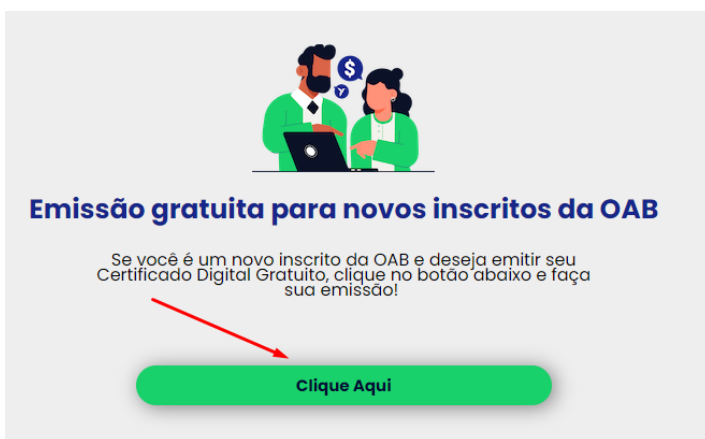 $
Emissão gratuita para novos inscritos da OAB
Se você é um novo inscrito da OAB e deseja emitir seu
Certificado Digital Gratuito, clique no botão abaixo e faça
sua emissão!
Clique Aqui